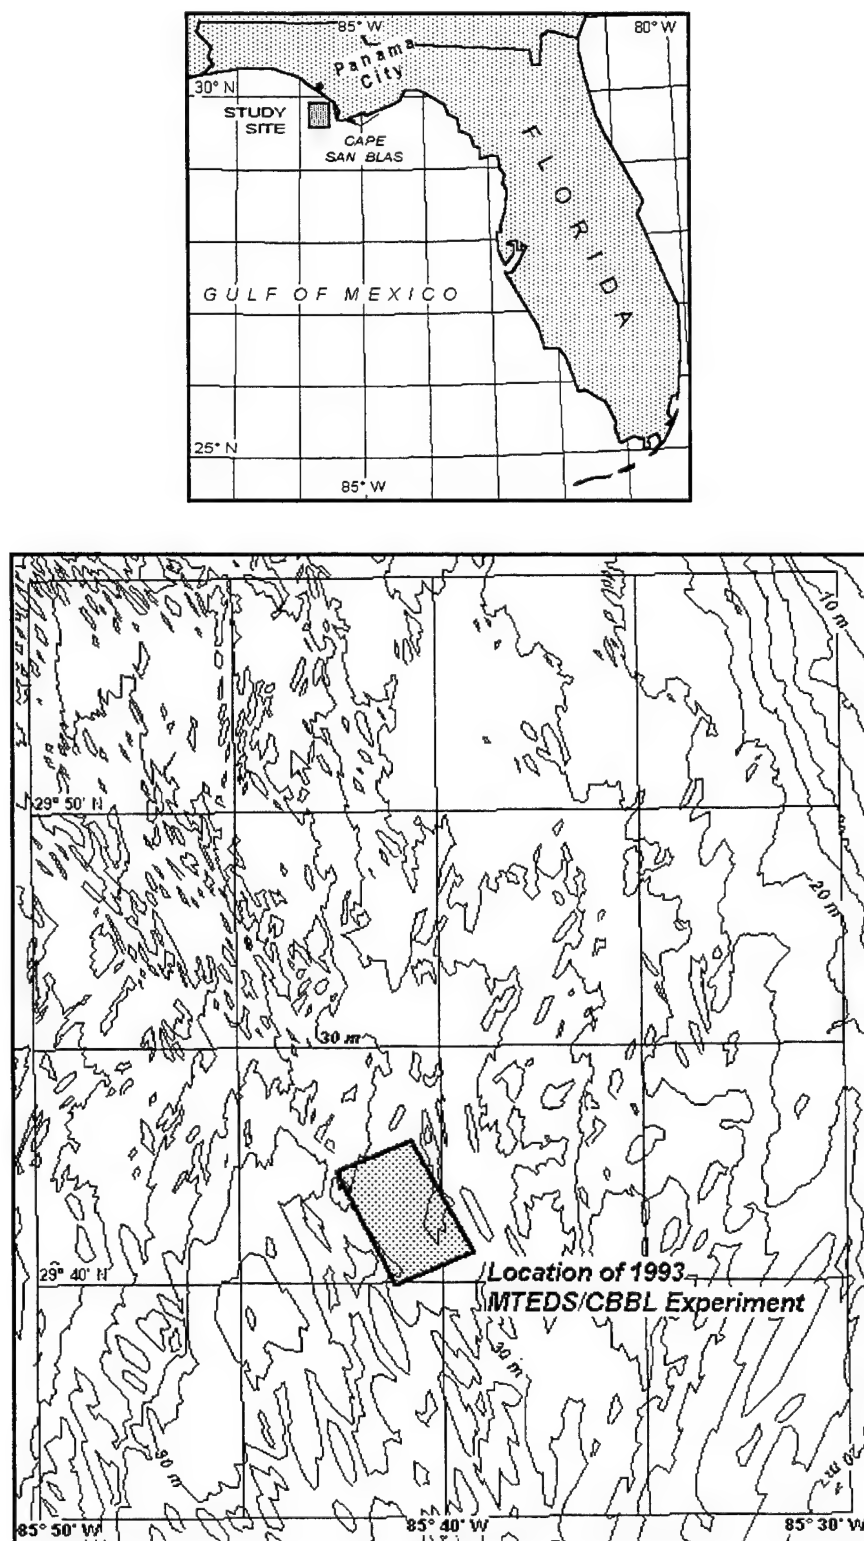 85° W
80° W
Panama
City
30° N
STUDY
SITE
CAPE
SAN BLAS
FLORIDA
GULF OF MEXICO
25° N
85° W
10 m
29° 50' N
20 m
30 m
29° 40' N
Location of 1993
MTEDS/CBBL Experiment
30 m
30 m
20 m
85° 50' W
85° 40' W
85° 30' W